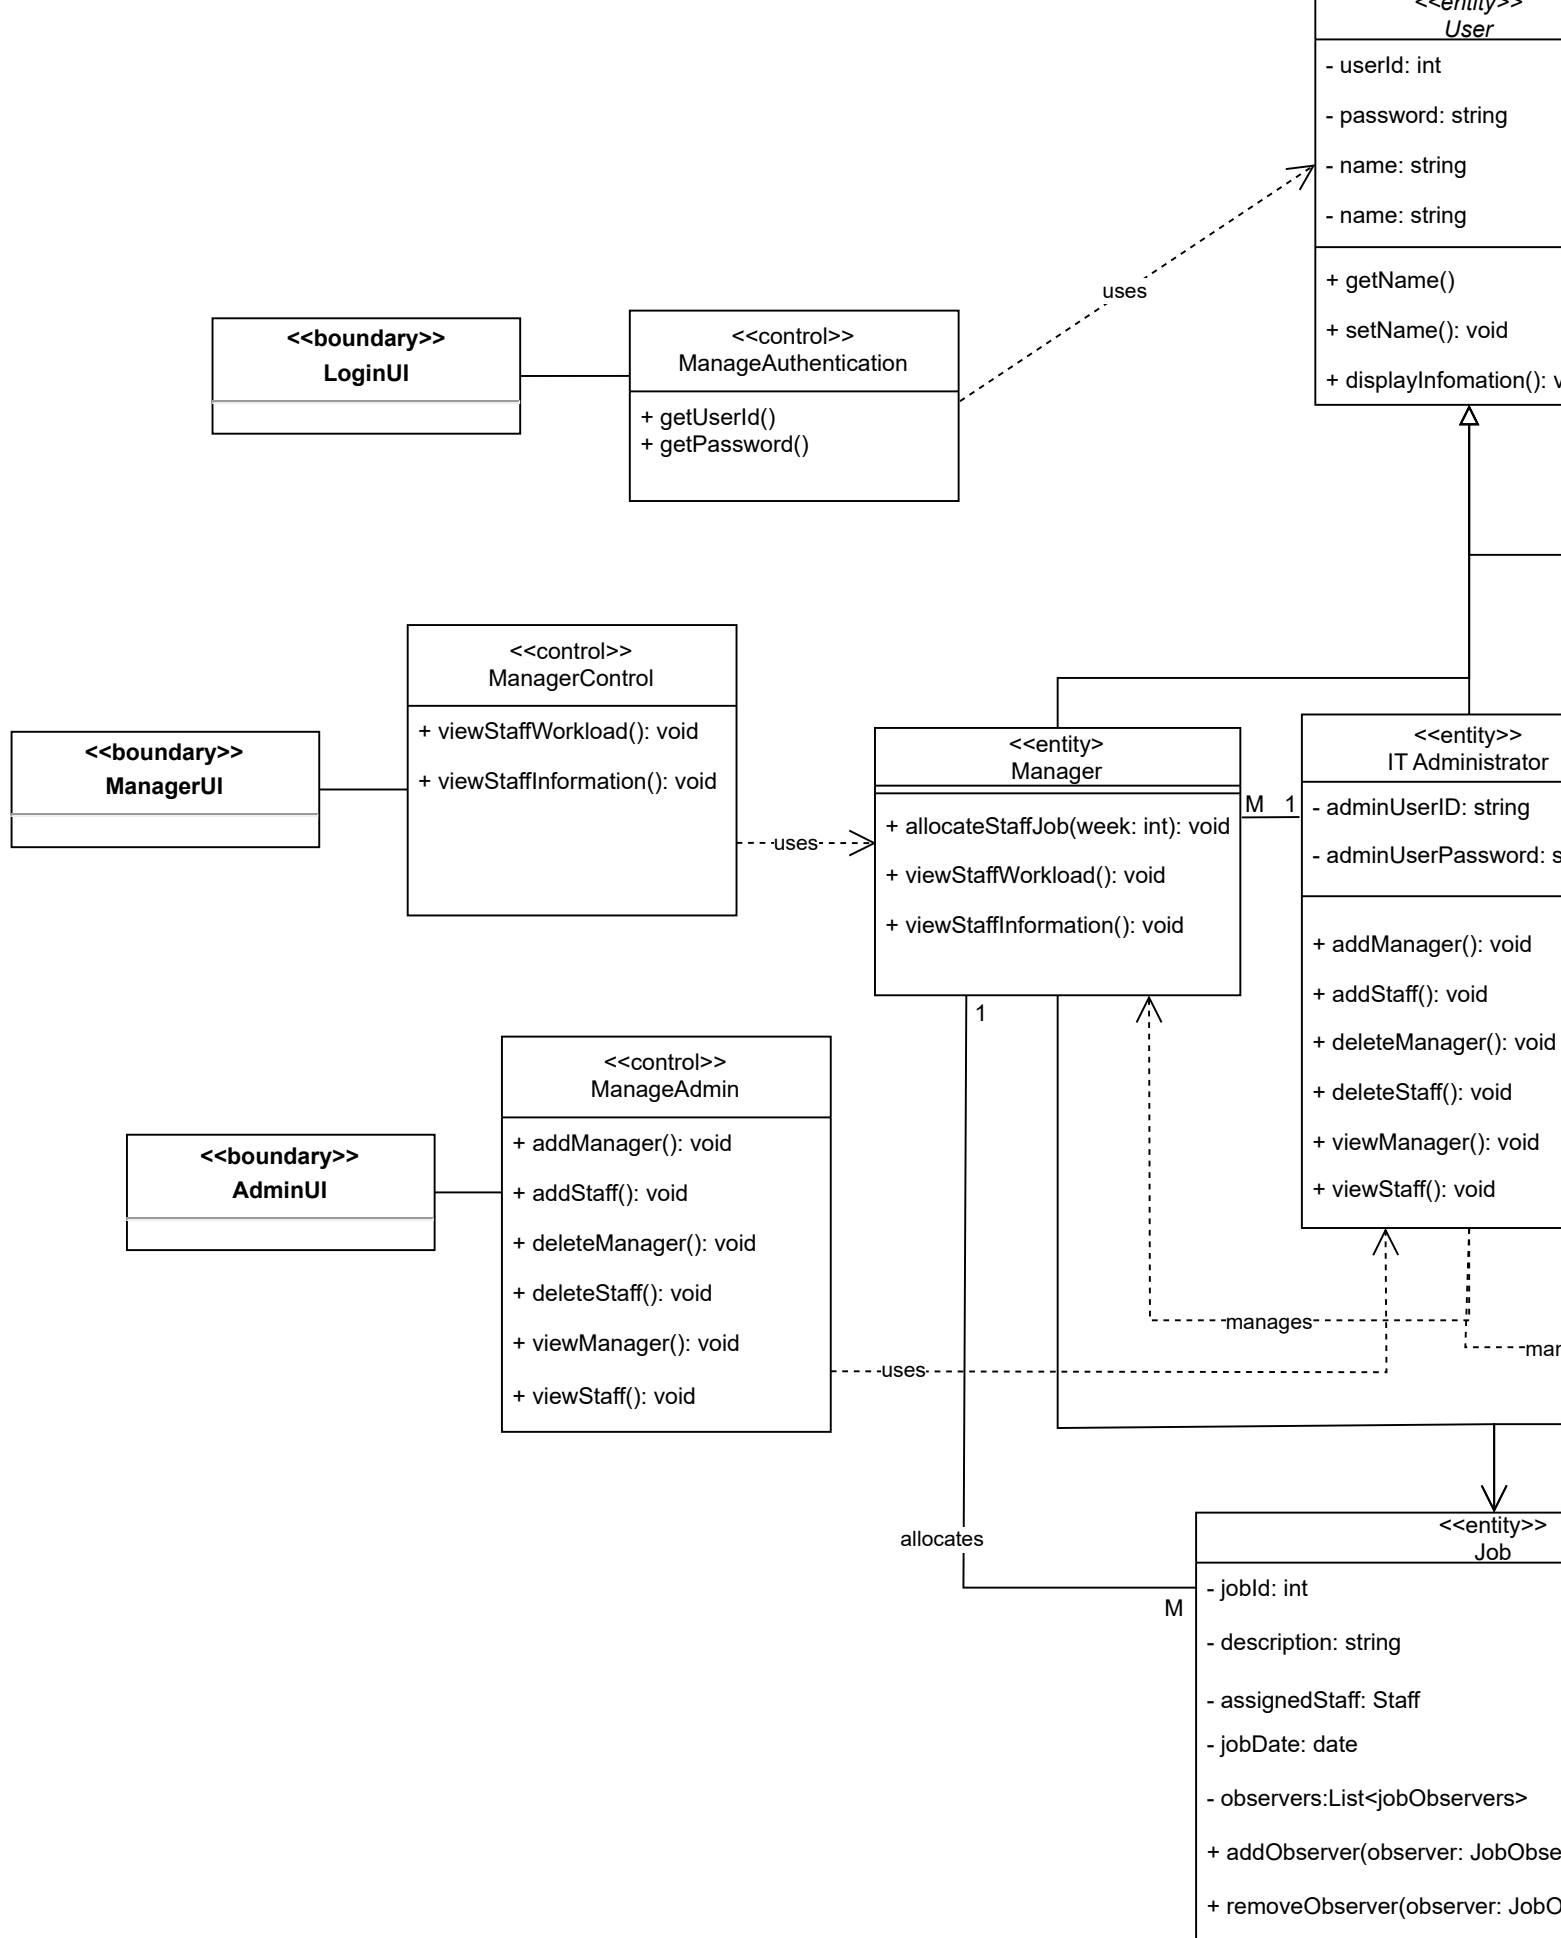 <<entity>>
User
- userId: int
- password: string
- name: string
- name: string
+ getName()
+ setName(): void
+ displayInfomation(): v
uses
<<boundary>>
LoginUI
<<control>>
ManageAuthentication
+ getUserId()
+ getPassword()
<<control>>
ManagerControl
+ viewStaffWorkload(): void
+ viewStaffInformation(): void
<<boundary>>
ManagerUI
uses
<<entity>
Manager
+ allocateStaffJob(week: int): void
+ viewStaffWorkload(): void
+ viewStaffInformation(): void
M 1
<<entity>>
IT Administrator
- adminUserID: string
- adminUserPassword: s
+ addManager(): void
+ addStaff(): void
+ deleteManager(): void
+ deleteStaff(): void
+ viewManager(): void
+ viewStaff(): void
1
<<control>>
ManageAdmin
+ addManager(): void
+ addStaff(): void
+ deleteManager(): void
+ deleteStaff(): void
+ viewManager(): void
+ viewStaff(): void
<<boundary>>
AdminUI
manages
mar
uses
allocates
M
<<entity>>
Job
- jobId: int
- description: string
- assignedStaff: Staff
- jobDate: date
- observers:List<jobObservers>
+ addObserver(observer: JobObse
+ removeObserver(observer: JobO